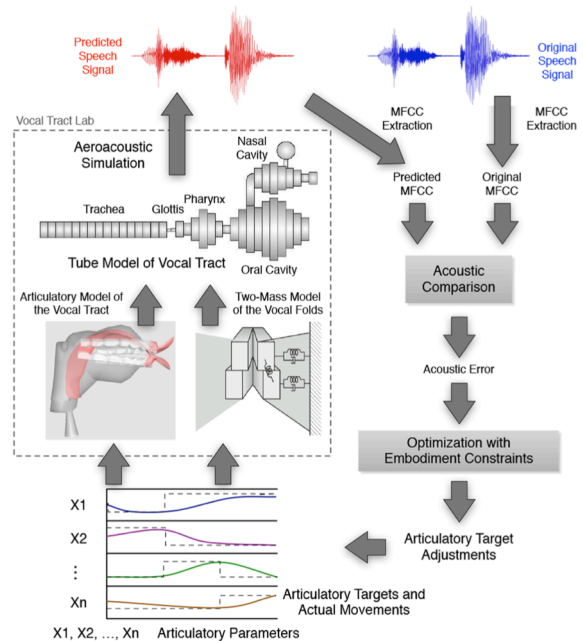 Predicted
Speech
Signal
Original
Speech
Signal
Vocal Tract Lab
Aeroacoustic
Simulation
Nasal
Cavity
Pharynx
Glottis
Trachea
Oral Cavity
Tube Model of Vocal Tract
Articulatory Model of
the Vocal Tract
Two-Mass Model
of the Vocal Folds
MFCC
Extraction
MFCC
Extraction
Predicted
MFCC
Original
MFCC
Acoustic
Comparison
Acoustic Error
Optimization with
Embodiment Constraints
Articulatory Target
Adjustments
X1
X2
⋮
Xn
Articulatory Targets and
Actual Movements
X1, X2, ..., Xn Articulatory Parameters